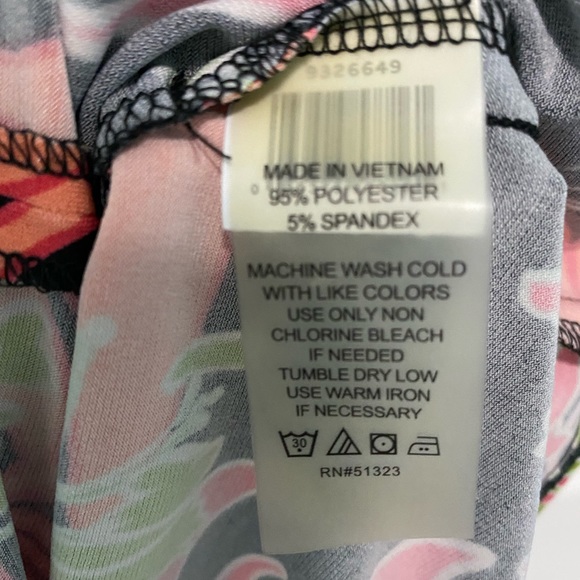 9326649
MADE IN VIETNAM
95% POLYESTER
5% SPANDEX
MACHINE WASH COLD
WITH LIKE COLORS
USE ONLY NON
CHLORINE BLEACH
IF NEEDED
TUMBLE DRY LOW
USE WARM IRON
IF NECESSARY
30
RN#51323